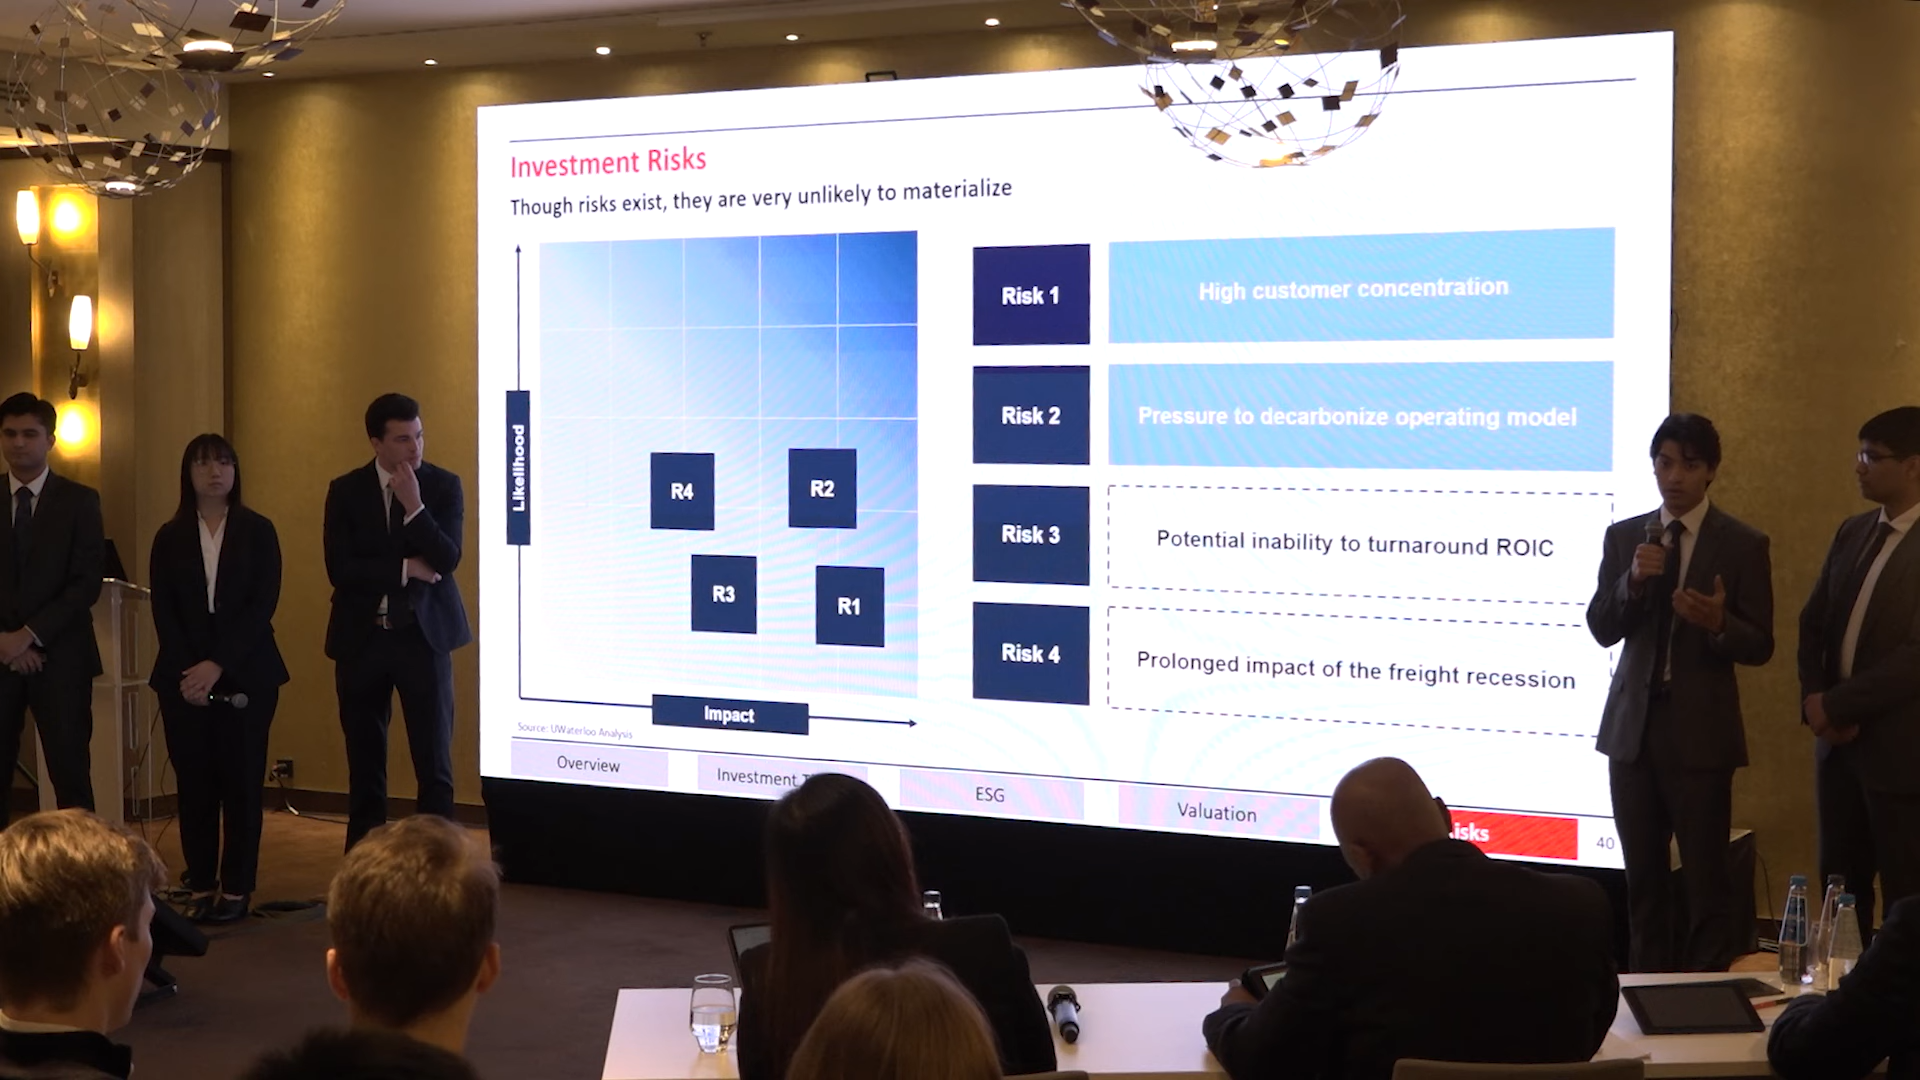 Investment Risks
Though risks exist, they are very unlikely to materialize
Likelihood
R4
R2
R3
R1
Impact
Risk 1
High customer concentration
Risk 2
Pressure to decarbonize operating model
Risk 3
Potential inability to turnaround ROIC
Risk 4
Prolonged impact of the freight recession
Source: UWaterloo Analysis
Overview
Investment
ESG
Valuation
isks
40